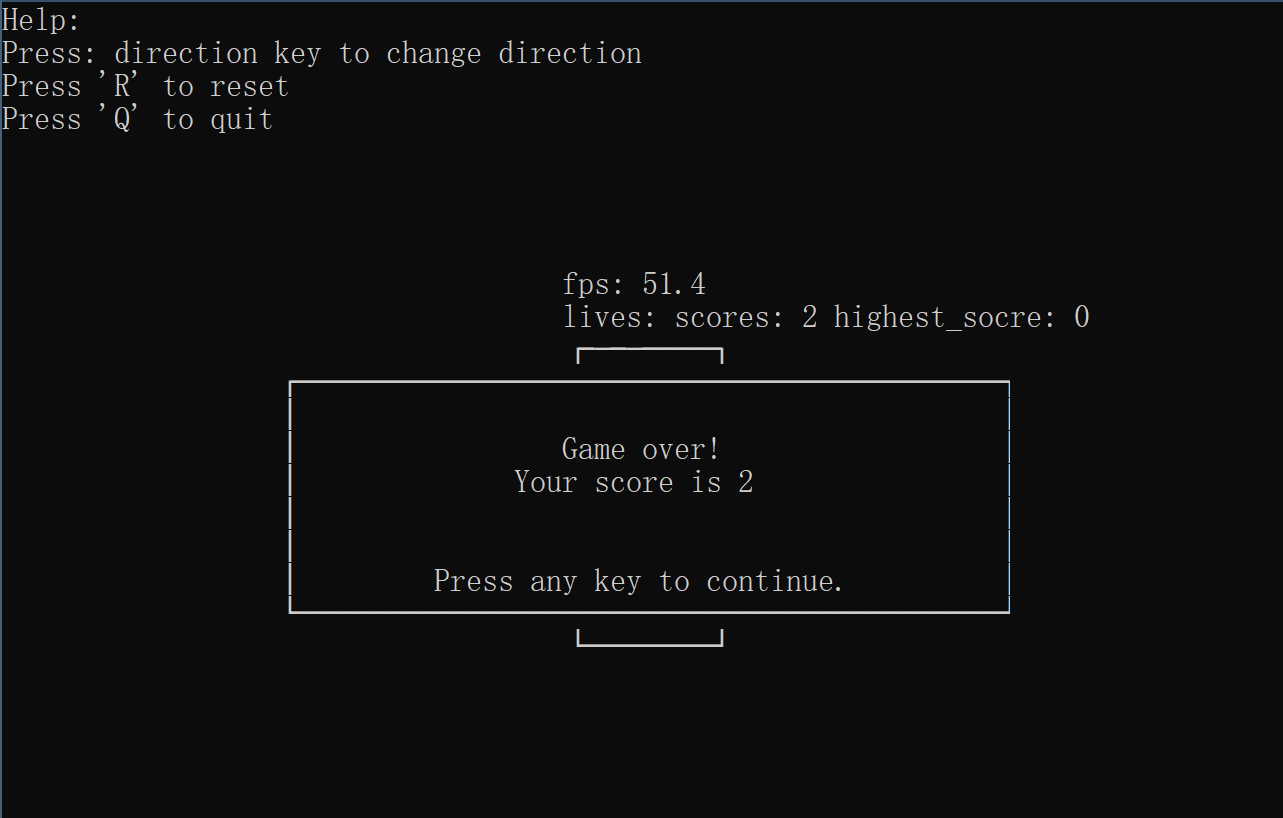 Help:
Press: direction key to change direction
Press 'R' to reset
Press 'Q' to quit
fps: 51.4
lives: scores: 2 highest_socre: 0
Game over!
Your score is 2
Press any key to continue.